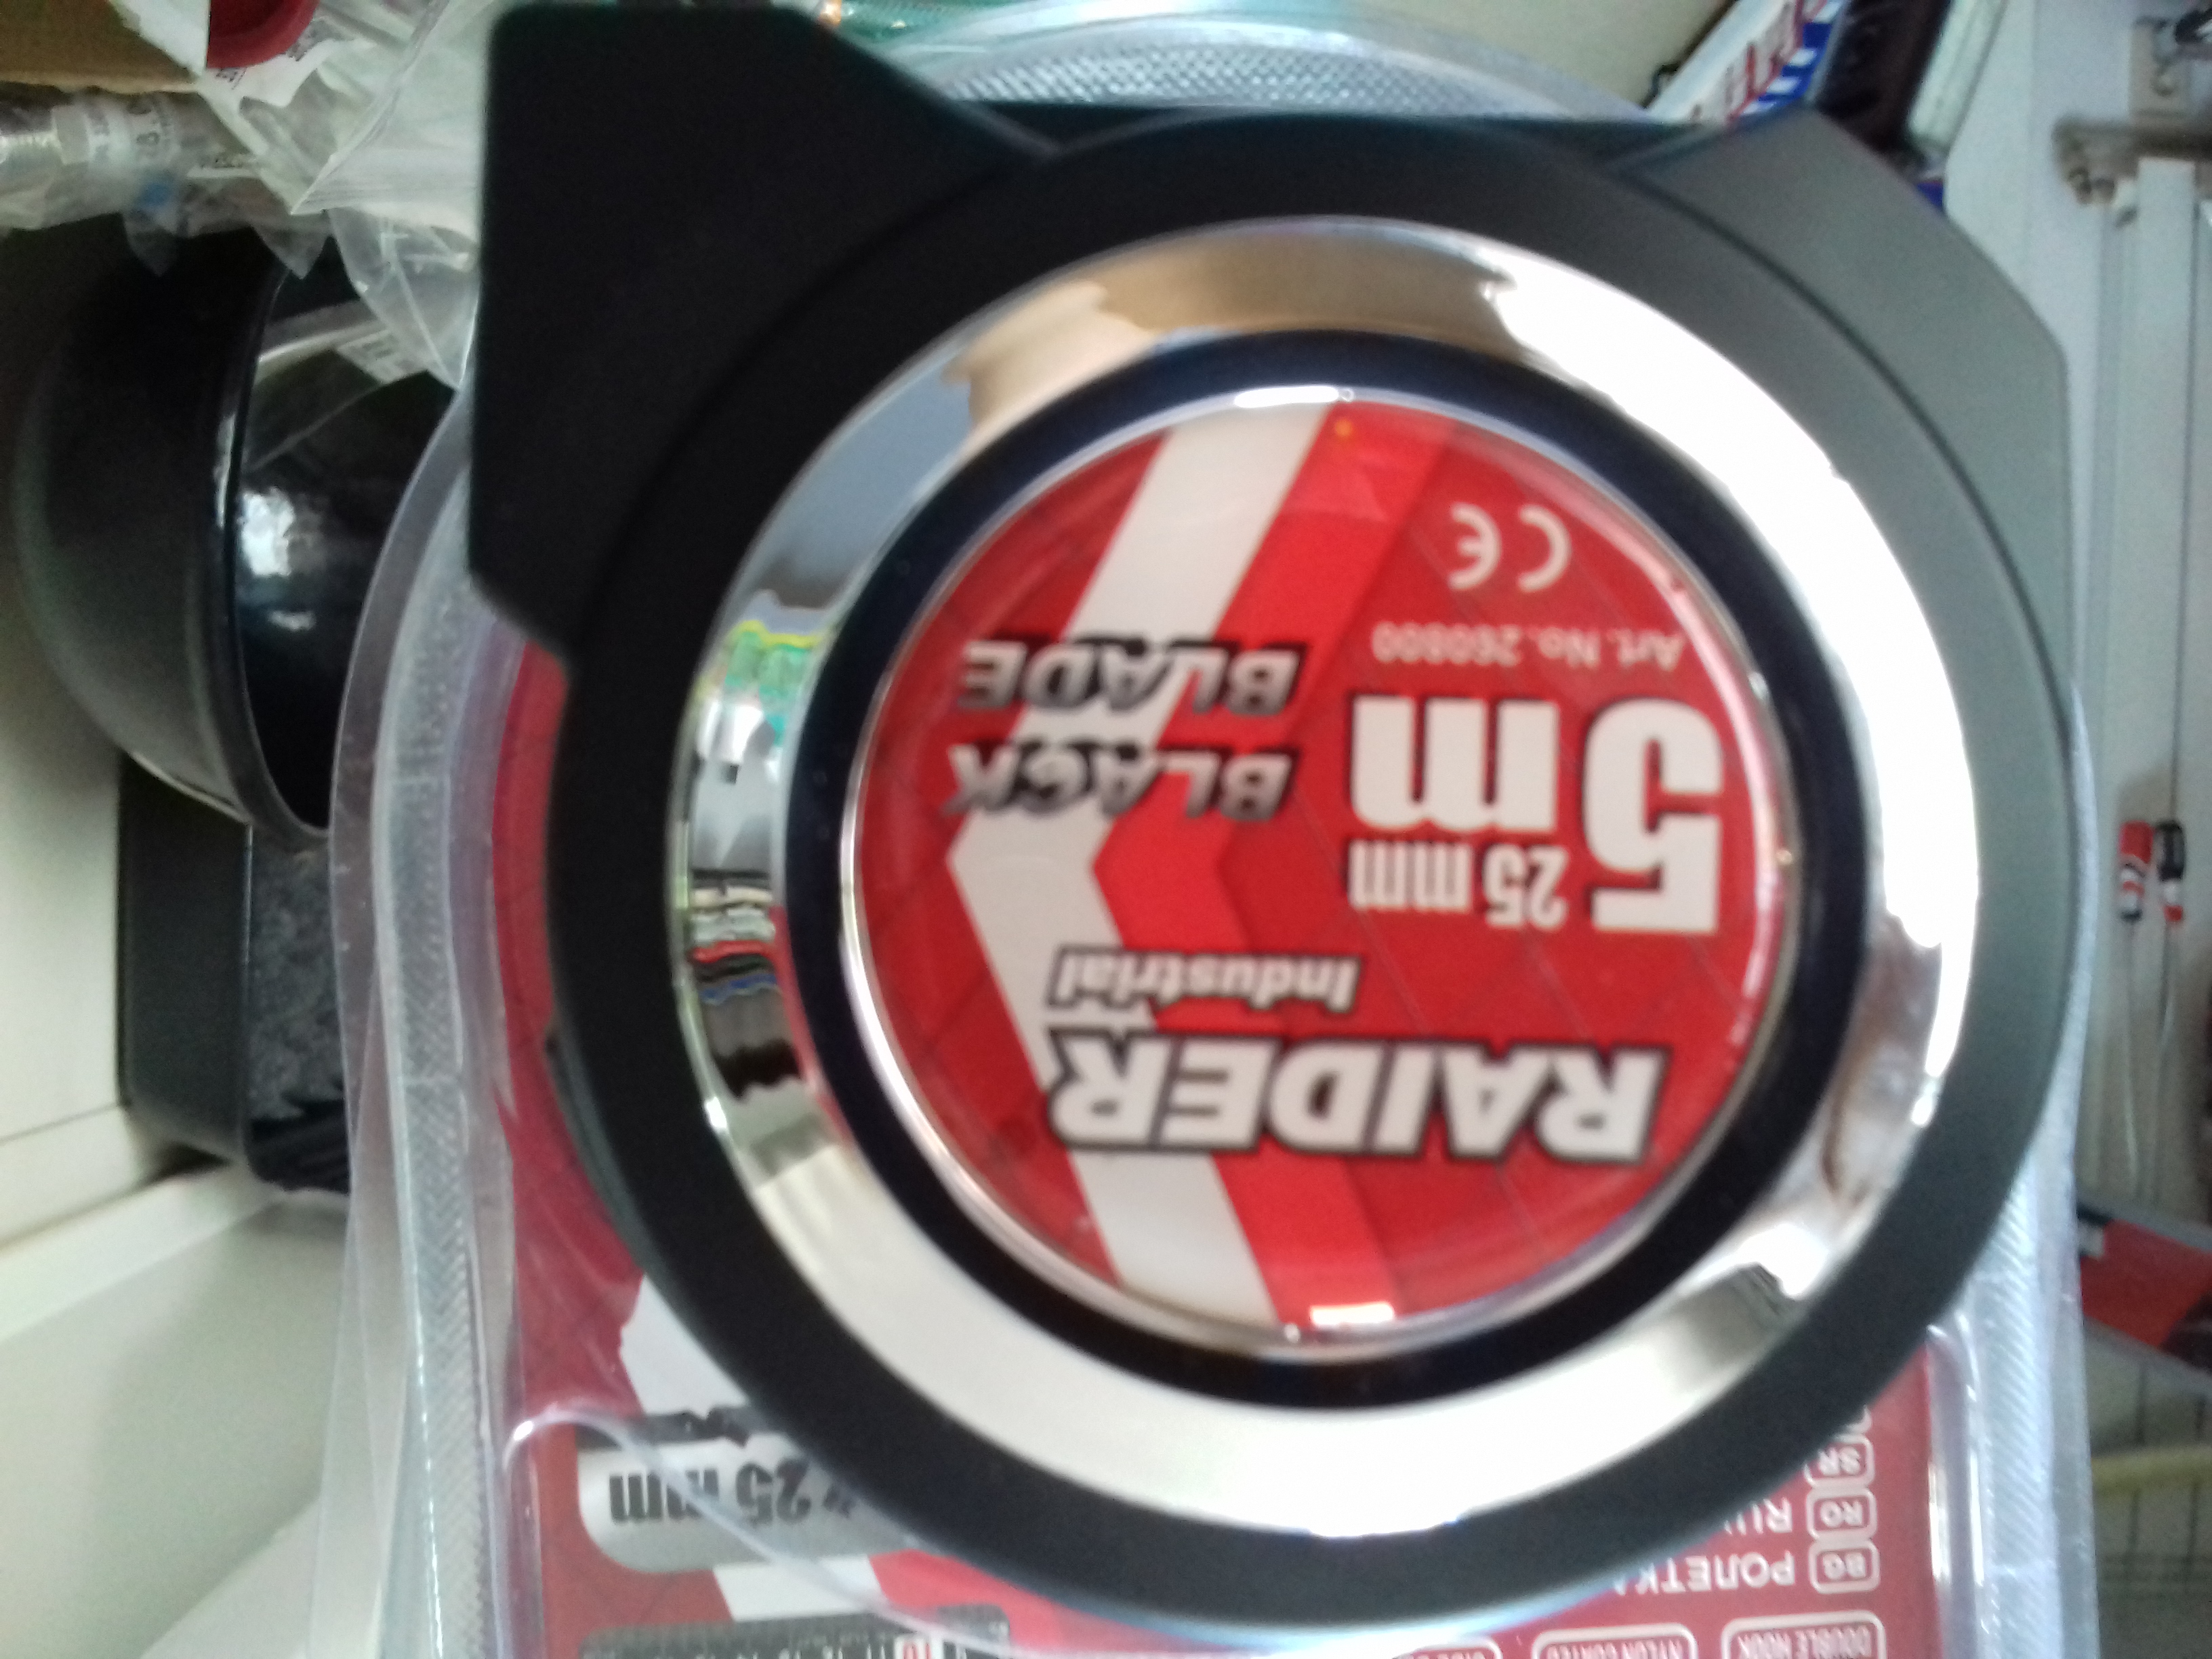 RAIDER
Industrial
5m
25 mm
BLACK
BLADE
Art. No. 260800
CE
DOUBLE HOOK
NYLON COATED
BG РОЛЕТКА
RO
SR
25 mm
10